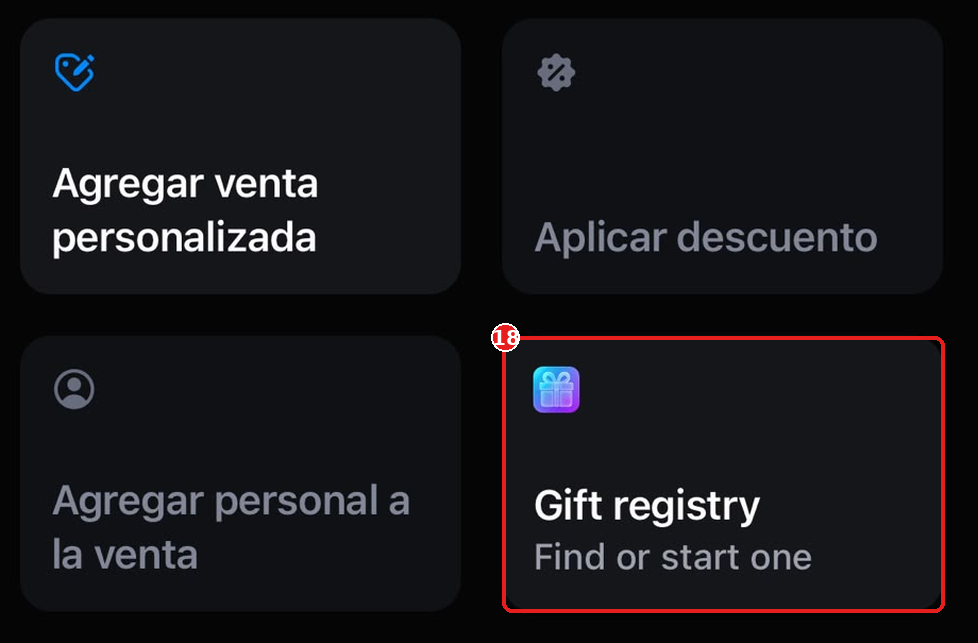 Agregar venta
personalizada
Aplicar descuento
Agregar personal a
la venta
18
Gift registry
Find or start one